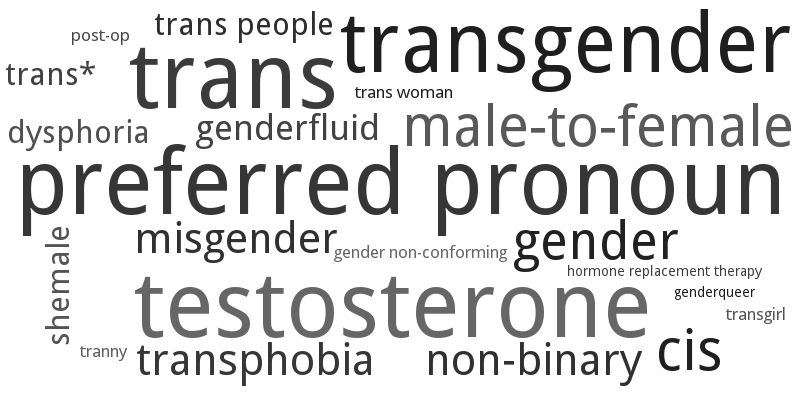 trans people
transgender
post-op
trans
trans*
trans woman
dysphoria
genderfluid
male-to-female
preferred pronoun
misgender
gender non-conforming
gender
shemale
hormone replacement therapy
testosterone
genderqueer
transgirl
tranny
transphobia
non-binary
cis